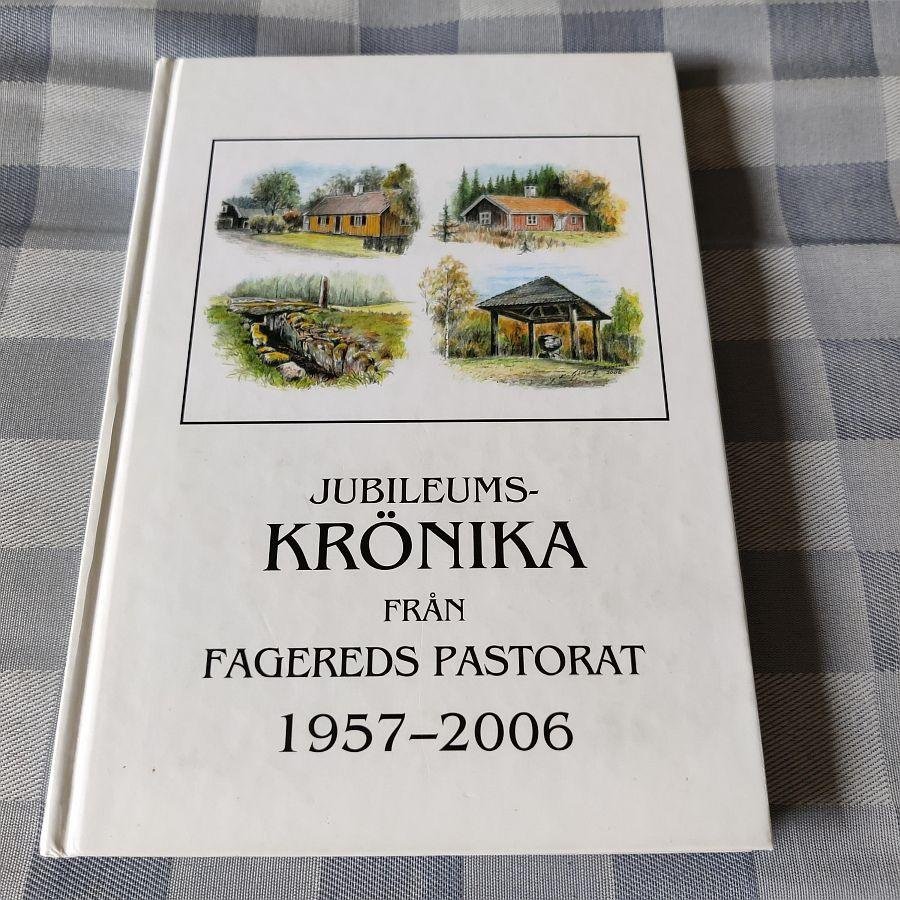 JUBILEUMS-
KRÖNIKA
FRÅN
FAGEREDS PASTORAT
1957–2006